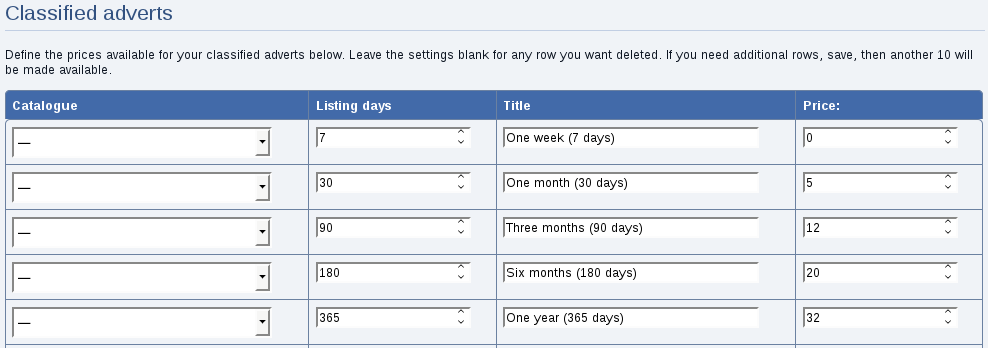 Classified adverts
Define the prices available for your classified adverts below. Leave the settings blank for any row you want deleted. If you need additional rows, save, then another 10 will
be made available.
Catalogue Listing days Title Price:
— 7 One week (7 days) 0
— 30 One month (30 days) 5
— 90 Three months (90 days) 12
— 180 Six months (180 days) 20
— 365 One year (365 days) 32